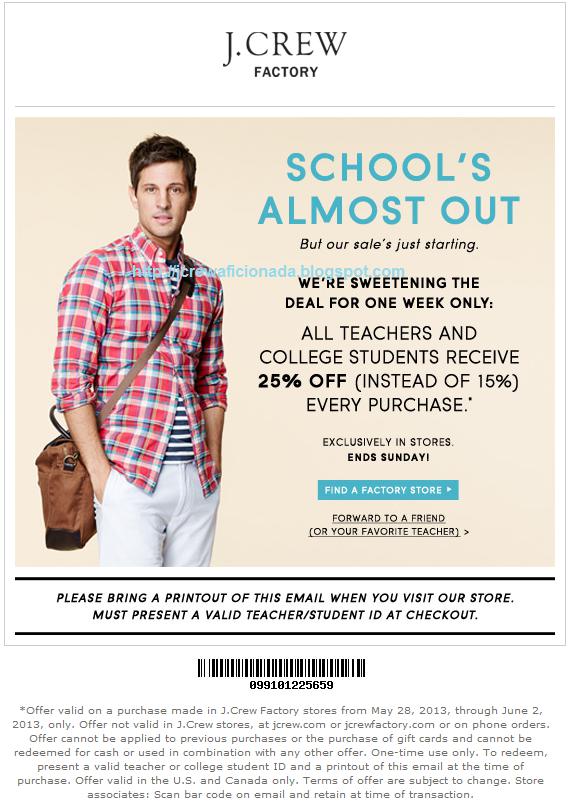 J.CREW
FACTORY
SCHOOL'S
ALMOST OUT
But our sale's just starting.
http://jcrewaficionada.blogspot.com
WE'RE SWEETENING THE
DEAL FOR ONE WEEK ONLY:
ALL TEACHERS AND
COLLEGE STUDENTS RECEIVE
25% OFF (INSTEAD OF 15%)
EVERY PURCHASE.*
EXCLUSIVELY IN STORES.
ENDS SUNDAY!
FIND A FACTORY STORE
FORWARD TO A FRIEND
(OR YOUR FAVORITE TEACHER) >
PLEASE BRING A PRINTOUT OF THIS EMAIL WHEN YOU VISIT OUR STORE.
MUST PRESENT A VALID TEACHER/STUDENT ID AT CHECKOUT.
099101225659
*Offer valid on a purchase made in J.Crew Factory stores from May 28, 2013, through June 2,
2013, only. Offer not valid in J.Crew stores, at jcrew.com or jcrewfactory.com or on phone orders.
Offer cannot be applied to previous purchases or the purchase of gift cards and cannot be
redeemed for cash or used in combination with any other offer. One-time use only. To redeem,
present a valid teacher or college student ID and a printout of this email at the time of
purchase. Offer valid in the U.S. and Canada only. Terms of offer are subject to change. Store
associates: Scan bar code on email and retain at time of transaction.